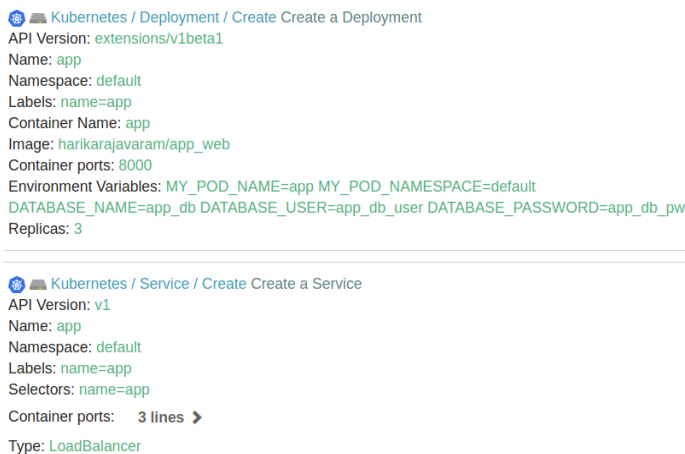 Kubernetes / Deployment / Create Create a Deployment
API Version: extensions/v1beta1
Name: app
Namespace: default
Labels: name=app
Container Name: app
Image: harikarajavaram/app_web
Container ports: 8000
Environment Variables: MY_POD_NAME=app MY_POD_NAMESPACE=default
DATABASE_NAME=app_db DATABASE_USER=app_db_user DATABASE_PASSWORD=app_db_pw
Replicas: 3
Kubernetes / Service / Create Create a Service
API Version: v1
Name: app
Namespace: default
Labels: name=app
Selectors: name=app
Container ports: 3 lines
Type: LoadBalancer